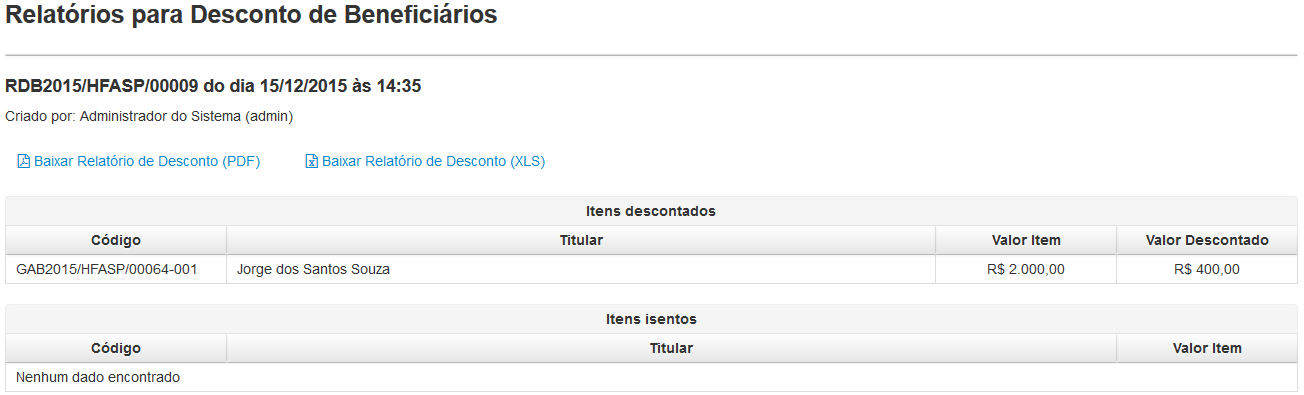 Relatórios para Desconto de Beneficiários
RDB2015/HFASP/00009 do dia 15/12/2015 às 14:35
Criado por: Administrador do Sistema (admin)
Baixar Relatório de Desconto (PDF) Baixar Relatório de Desconto (XLS)
Itens descontados
Código Titular Valor Item Valor Descontado
GAB2015/HFASP/00064-001 Jorge dos Santos Souza R$ 2.000,00 R$ 400,00
Itens isentos
Código Titular Valor Item
Nenhum dado encontrado